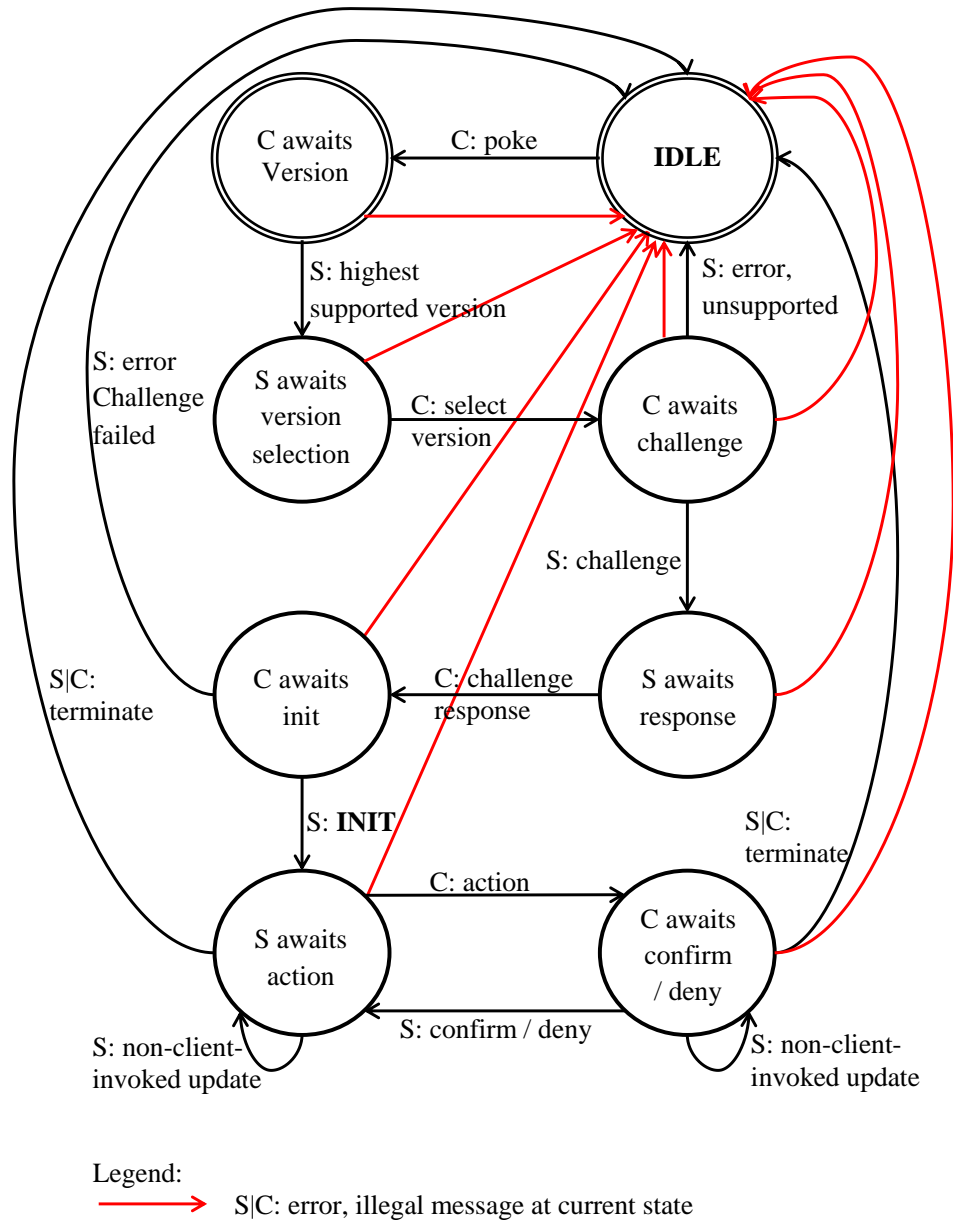 C awaits
Version
C: poke
IDLE
S: highest
supported version
S: error,
unsupported
S: error
Challenge
failed
S awaits
version
selection
C: select
version
C awaits
challenge
S: challenge
S|C:
terminate
C awaits
init
C: challenge
response
S awaits
response
S: INIT
S|C:
terminate
C: action
S awaits
action
C awaits
confirm
/ deny
S: confirm / deny
S: non-client-
invoked update
S: non-client-
invoked update
Legend:
S|C: error, illegal message at current state